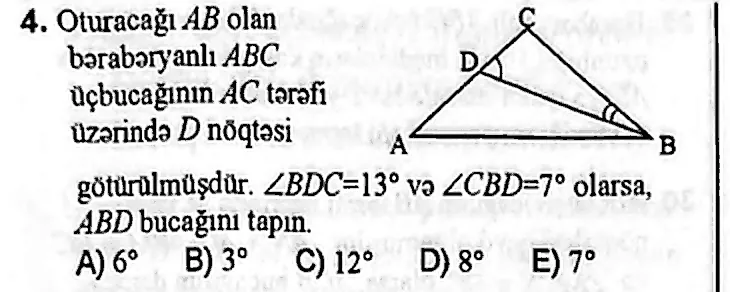 4. Oturacağı AB olan
bərabəryanlı ABC
üçbucağının AC tərəfi
üzərində D nöqtəsi
götürülmüşdür. ∠BDC=13° və ∠CBD=7° olarsa,
ABD bucağını tapın.
A) 6° B) 3° C) 12° D) 8° E) 7°
C
D
A
B